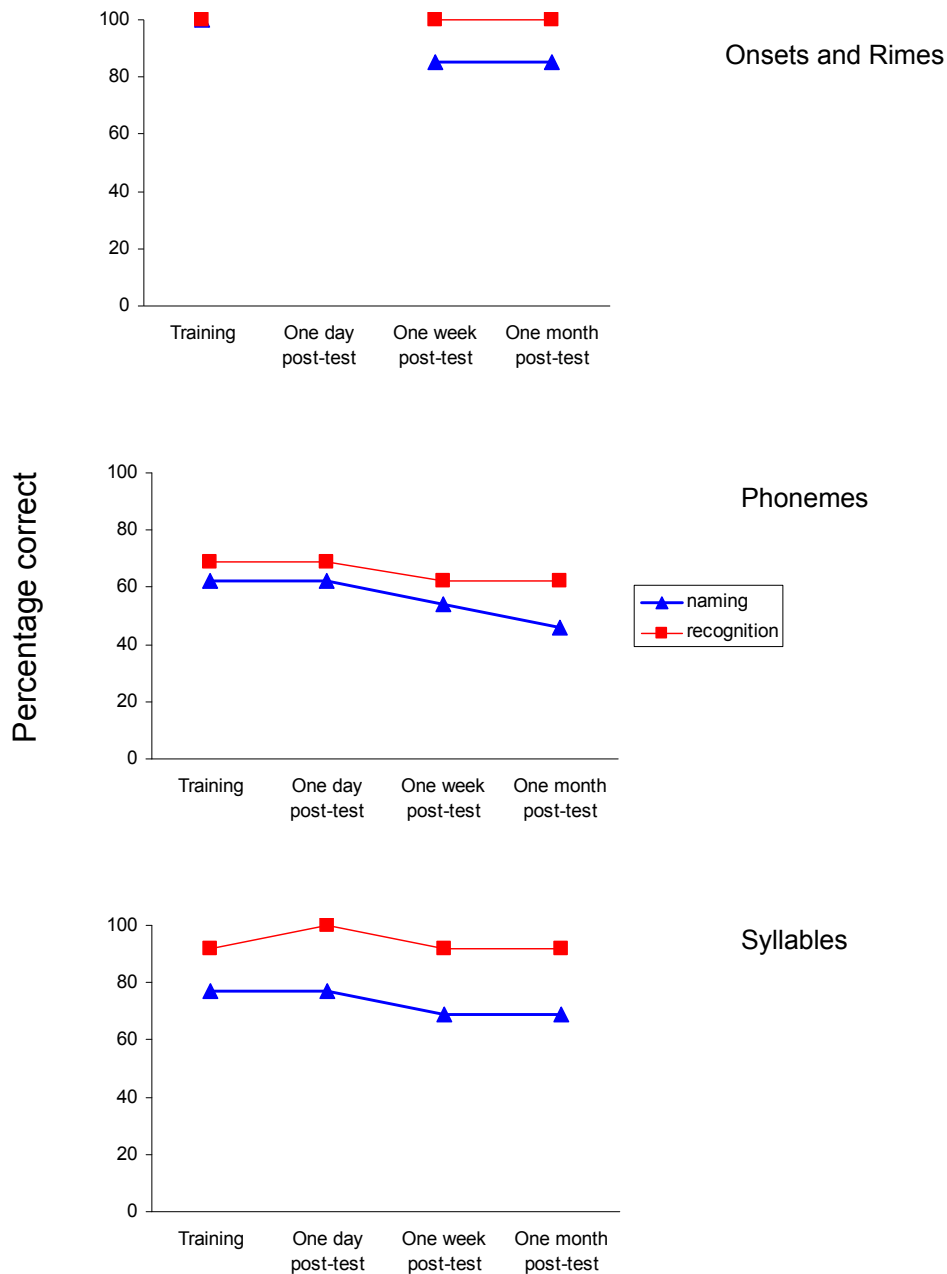 Onsets and Rimes
100
80
60
40
20
0
Training
One day
post-test
One week
post-test
One month
post-test
Percentage correct
Phonemes
100
80
60
40
20
0
naming
recognition
Training
One day
post-test
One week
post-test
One month
post-test
Syllables
100
80
60
40
20
0
Training
One day
post-test
One week
post-test
One month
post-test